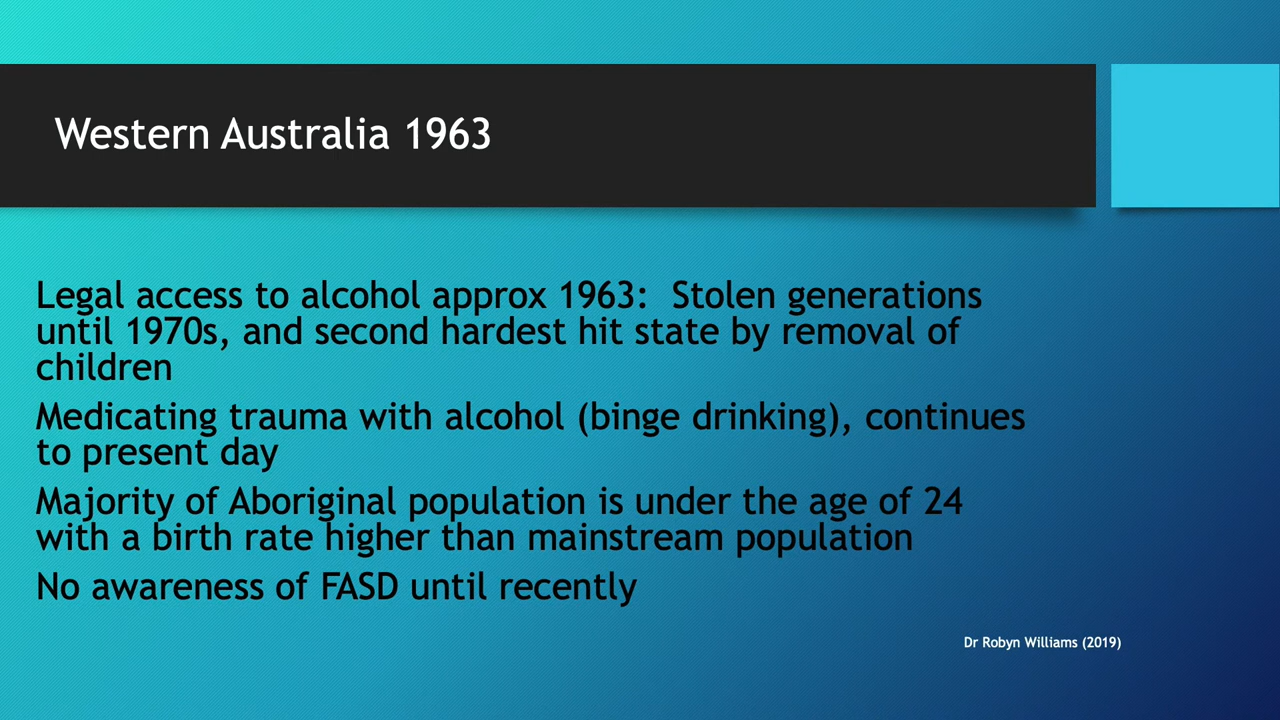 Western Australia 1963
Legal access to alcohol approx 1963:  Stolen generations
until 1970s, and second hardest hit state by removal of
children
Medicating trauma with alcohol (binge drinking), continues
to present day
Majority of Aboriginal population is under the age of 24
with a birth rate higher than mainstream population
No awareness of FASD until recently
Dr Robyn Williams (2019)